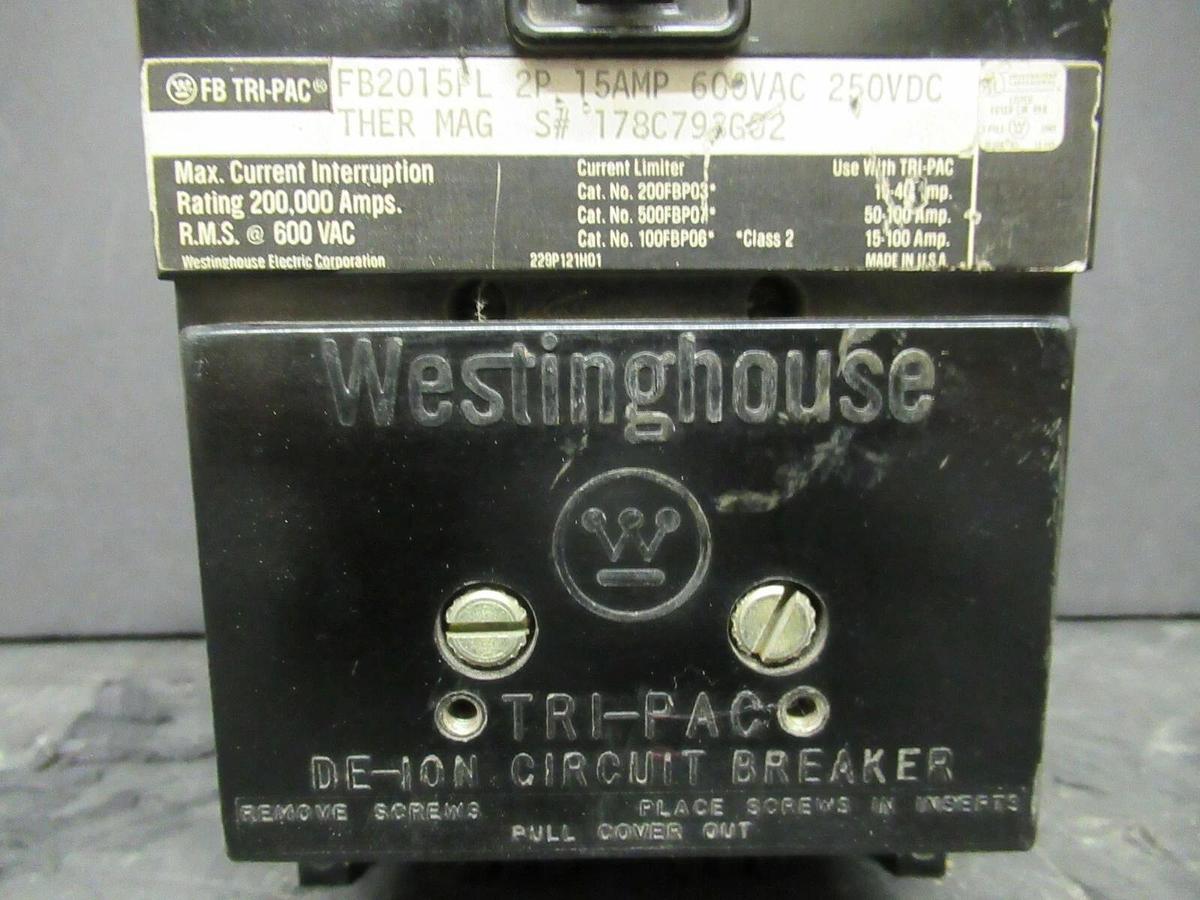 FB TRI-PAC® FB2015PL 2P 15AMP 600VAC 250VDC
THER MAG S#
Max. Current Interruption
Rating 200,000 Amps.
R.M.S. @ 600 VAC
Westinghouse Electric Corporation
Current Limiter Use With TRI-PAC
Cat. No. 200FBP03* Amp.
Cat. No. 500FBP07* 50-100 Amp.
Cat. No. 100FBP06* *Class 2 15-100 Amp.
229P121H01 MADE IN U.S.A.
Westinghouse
TRI-PAC
DE-ION CIRCUIT BREAKER
REMOVE SCREWS PLACE SCREWS IN INSERTS
PULL COVER OUT